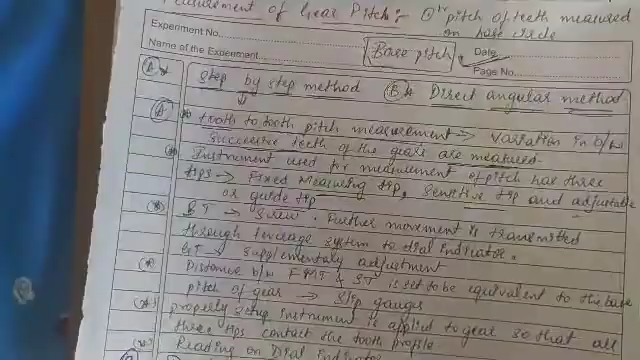 Measurement of Gear Pitch:- pitch of teeth measured
on base circle
Experiment No.
Name of the Experiment
Base pitch
Date
Page No.
(A) Step by step method (B) Direct angular method
(A) tooth to tooth pitch measurement → Variation in b/w
successive teeth of the gears are measured.
Instrument used for measurement of pitch has three
tips → Fixed measuring tip, sensitive tip and adjustable
or guide tip
ST → Screw. Further movement is transmitted
through leverage system to dial indicator.
GT → Supplementary adjustment
Distance b/w FMT & ST is set to be equivalent to the base
pitch of gear → Slip gauges
properly setup instrument is applied to gear so that all
three tips contact the tooth profile
Reading on Dial Indicator